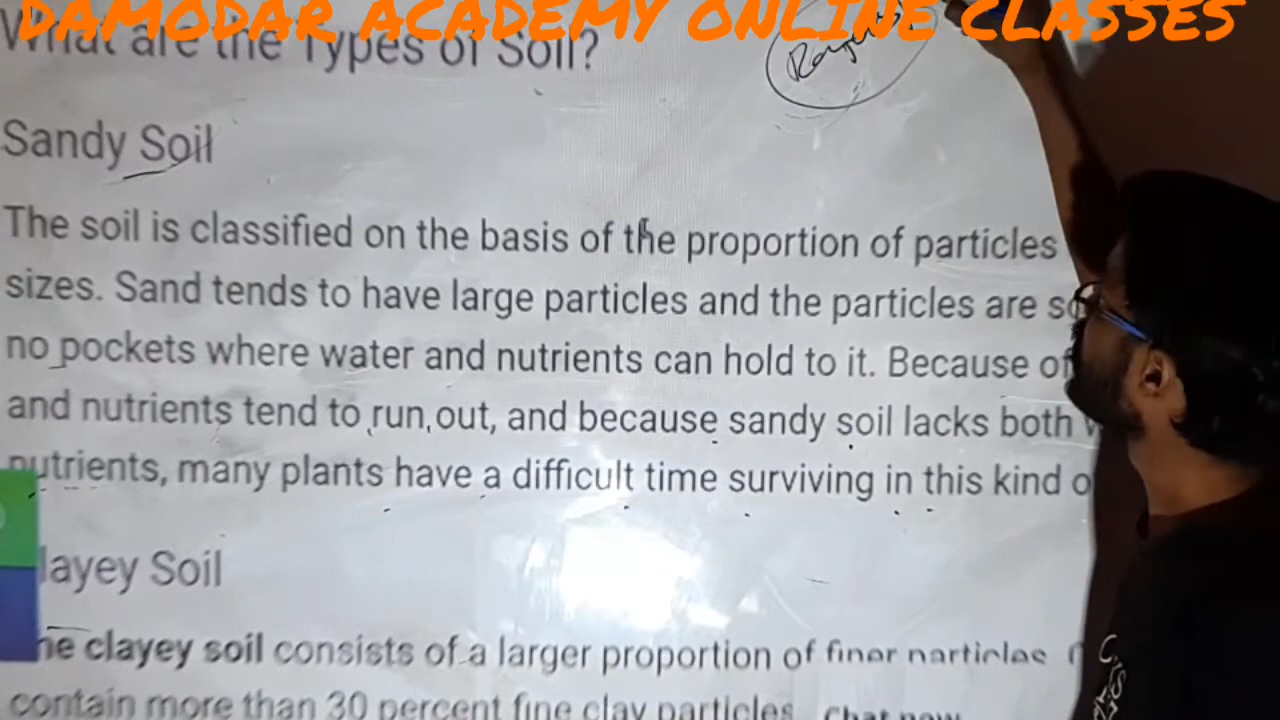 DAMODAR ACADEMY ONLINE CLASSES
What are the Types of Soil?
Sandy Soil
The soil is classified on the basis of the proportion of particles
sizes. Sand tends to have large particles and the particles are
no pockets where water and nutrients can hold to it. Because of
and nutrients tend to run out, and because sandy soil lacks both
nutrients, many plants have a difficult time surviving in this kind
layey Soil
he clayey soil consists of a larger proportion of finer particles
contain more than 30 percent fine clay particles Chat now